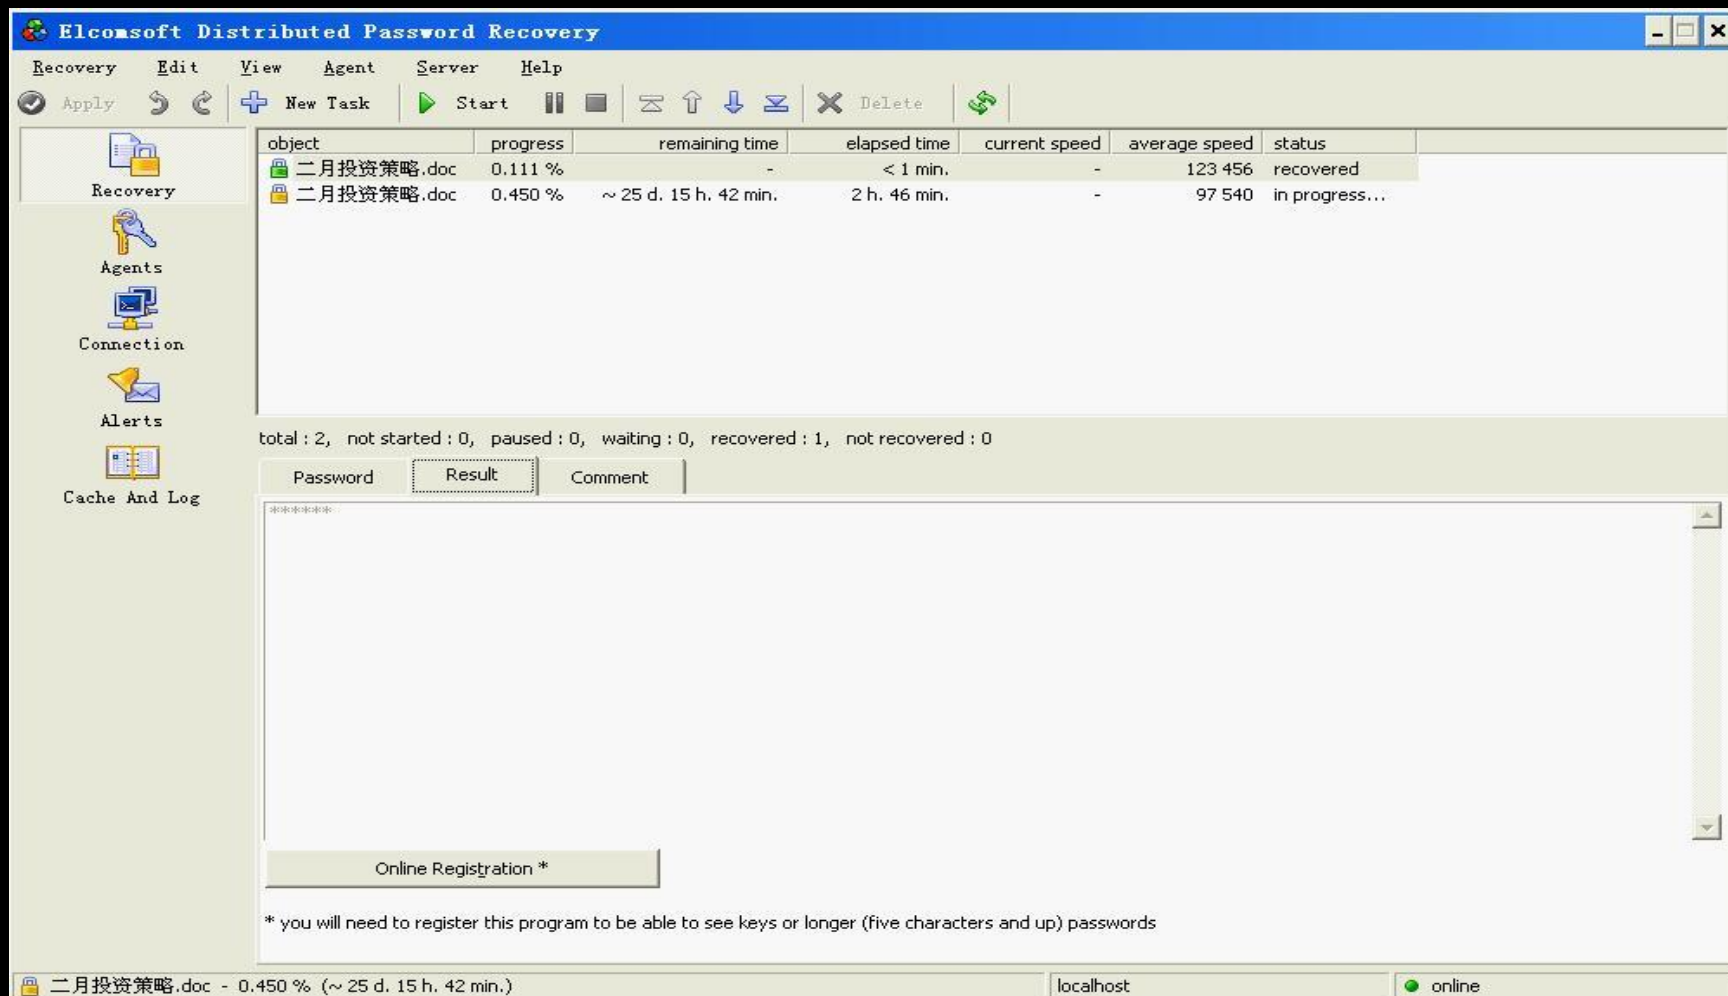 Elcomsoft Distributed Password Recovery
Recovery Edit View Agent Server Help
Apply New Task Start Delete
Recovery
Agents
Connection
Alerts
Cache And Log
object progress remaining time elapsed time current speed average speed status
二月投资策略.doc 0.111 % - < 1 min. - 123 456 recovered
二月投资策略.doc 0.450 % ~ 25 d. 15 h. 42 min. 2 h. 46 min. - 97 540 in progress...
total : 2, not started : 0, paused : 0, waiting : 0, recovered : 1, not recovered : 0
Password Result Comment
******
Online Registration *
* you will need to register this program to be able to see keys or longer (five characters and up) passwords
二月投资策略.doc - 0.450 % (~ 25 d. 15 h. 42 min.) localhost online